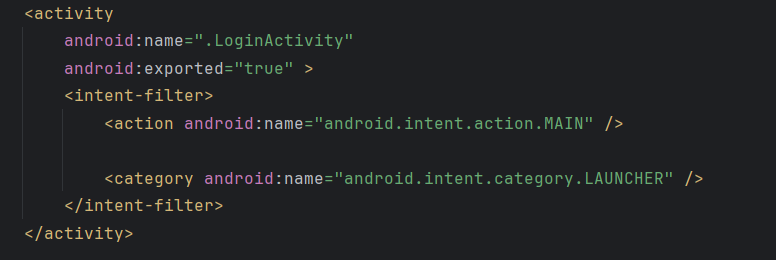 <activity
android:name=".LoginActivity"
android:exported="true" >
<intent-filter>
<action android:name="android.intent.action.MAIN" />
<category android:name="android.intent.category.LAUNCHER" />
</intent-filter>
</activity>